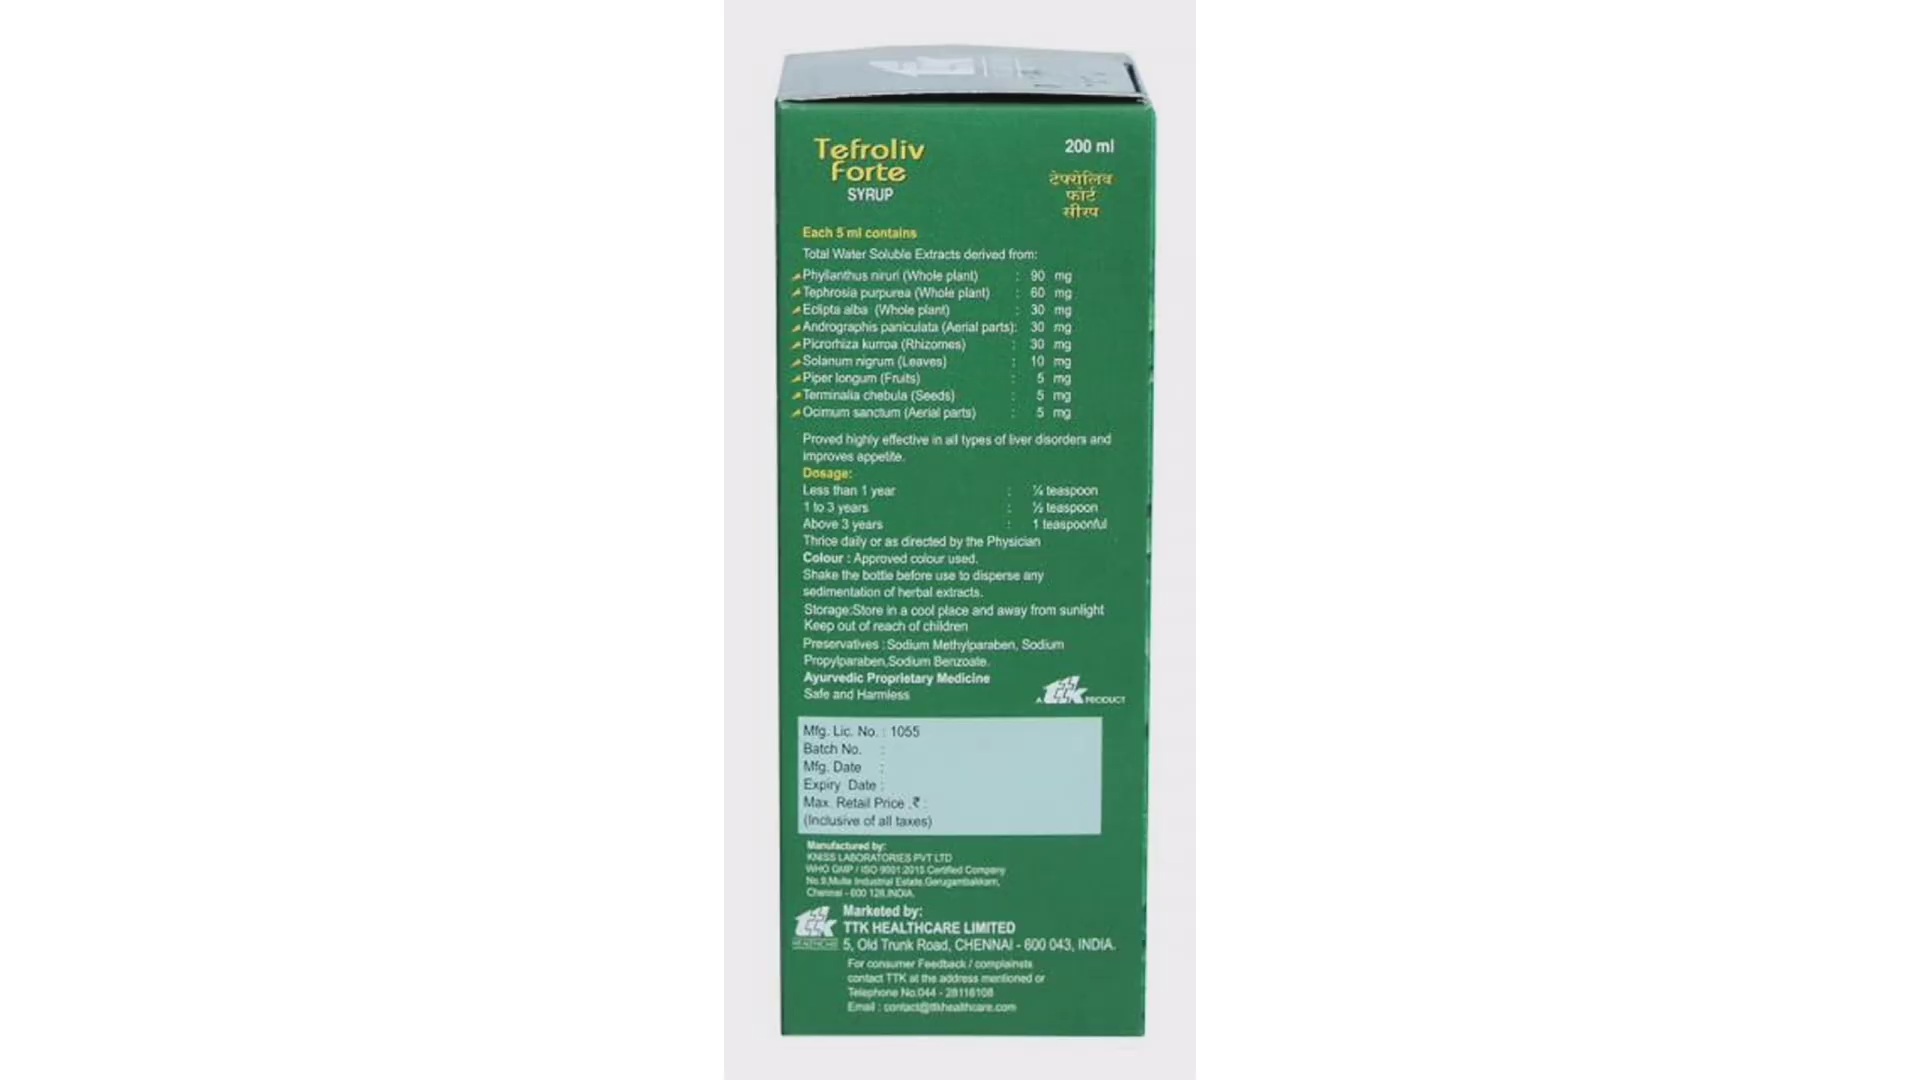 Tefroliv
Forte
SYRUP
200 ml
टेफ्रोलिव
फोर्ट
सीरप
Each 5 ml contains
Total Water Soluble Extracts derived from:
Phyllanthus niruri (Whole plant) : 90 mg
Tephrosia purpurea (Whole plant) : 60 mg
Eclipta alba (Whole plant) : 30 mg
Andrographis paniculata (Aerial parts): 30 mg
Picrorhiza kurroa (Rhizomes) : 30 mg
Solanum nigrum (Leaves) : 10 mg
Piper longum (Fruits) : 5 mg
Terminalia chebula (Seeds) : 5 mg
Ocimum sanctum (Aerial parts) : 5 mg
Proved highly effective in all types of liver disorders and
improves appetite.
Dosage:
Less than 1 year : ¼ teaspoon
1 to 3 years : ½ teaspoon
Above 3 years : 1 teaspoonful
Thrice daily or as directed by the Physician
Colour : Approved colour used.
Shake the bottle before use to disperse any
sedimentation of herbal extracts.
Storage:Store in a cool place and away from sunlight
Keep out of reach of children
Preservatives : Sodium Methylparaben, Sodium
Propylparaben,Sodium Benzoate.
Ayurvedic Proprietary Medicine
Safe and Harmless
A ttk PRODUCT
Mfg. Lic. No. : 1055
Batch No. :
Mfg. Date :
Expiry Date :
Max. Retail Price .₹ :
(Inclusive of all taxes)
Manufactured by:
KNISS LABORATORIES PVT LTD
WHO GMP / ISO 9001:2015 Certified Company
No.9,Multa Industrial Estate,Gerugambakkam,
Chennai - 600 128.INDIA.
ttk
HEALTHCARE
Marketed by:
TTK HEALTHCARE LIMITED
5, Old Trunk Road, CHENNAI - 600 043, INDIA.
For consumer Feedback / complainets
contact TTK at the address mentioned or
Telephone No:044 - 28116108
Email : contact@ttkhealthcare.com